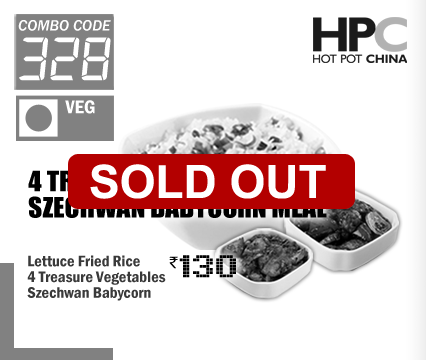 COMBO CODE
328
VEG
HPC
HOT POT CHINA
4
SOLD OUT
SZECHWAN BABYCORN MEAL
Lettuce Fried Rice
4 Treasure Vegetables
Szechwan Babycorn
₹130